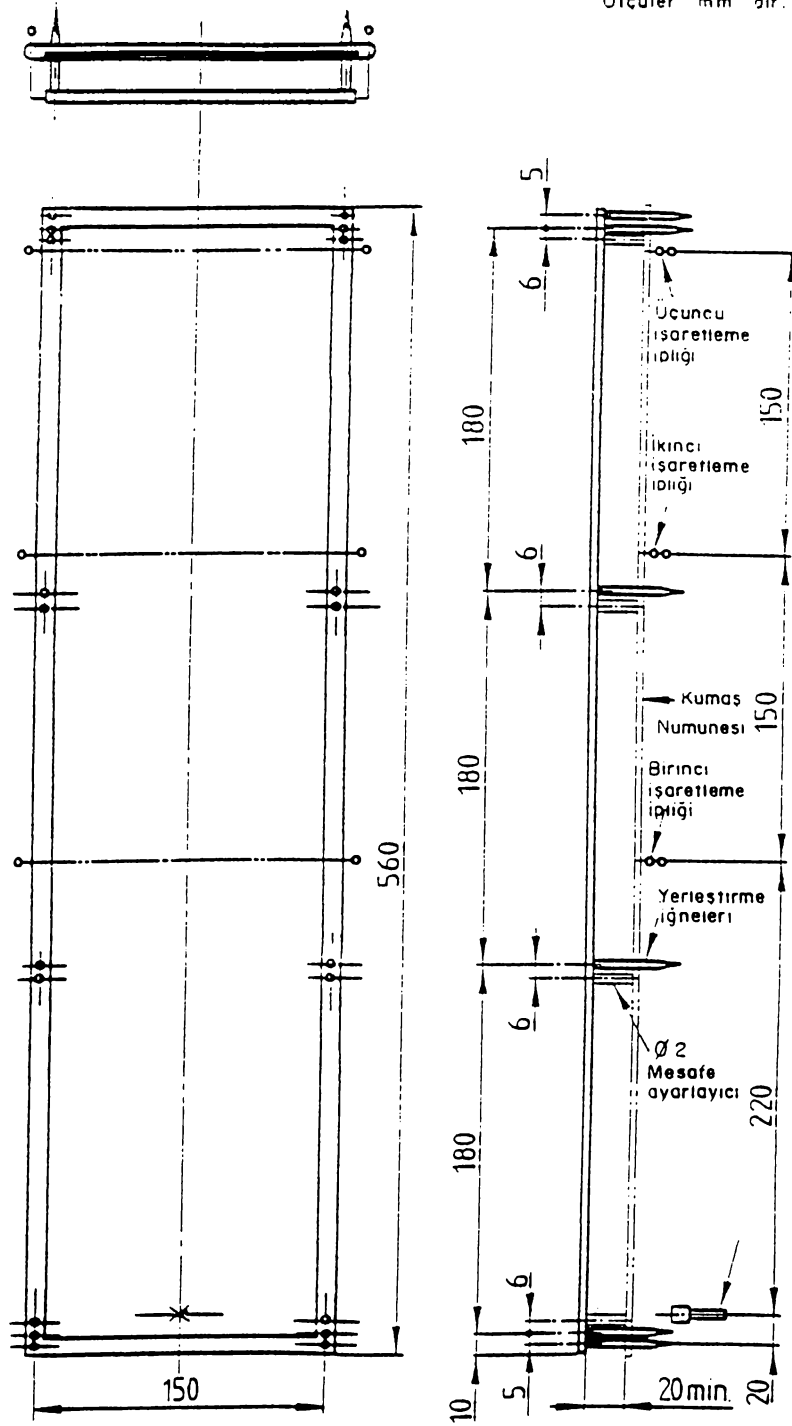 Ölçüler mm dir.
5
6
Üçüncü
işaretleme
ipliği
150
180
İkinci
işaretleme
ipliği
6
Kumaş
Numunesi
150
180
Birinci
işaretleme
ipliği
560
Yerleştirme
iğneleri
6
Ø 2
Mesafe
ayarlayıcı
220
180
6
150
10
5
20 min.
20